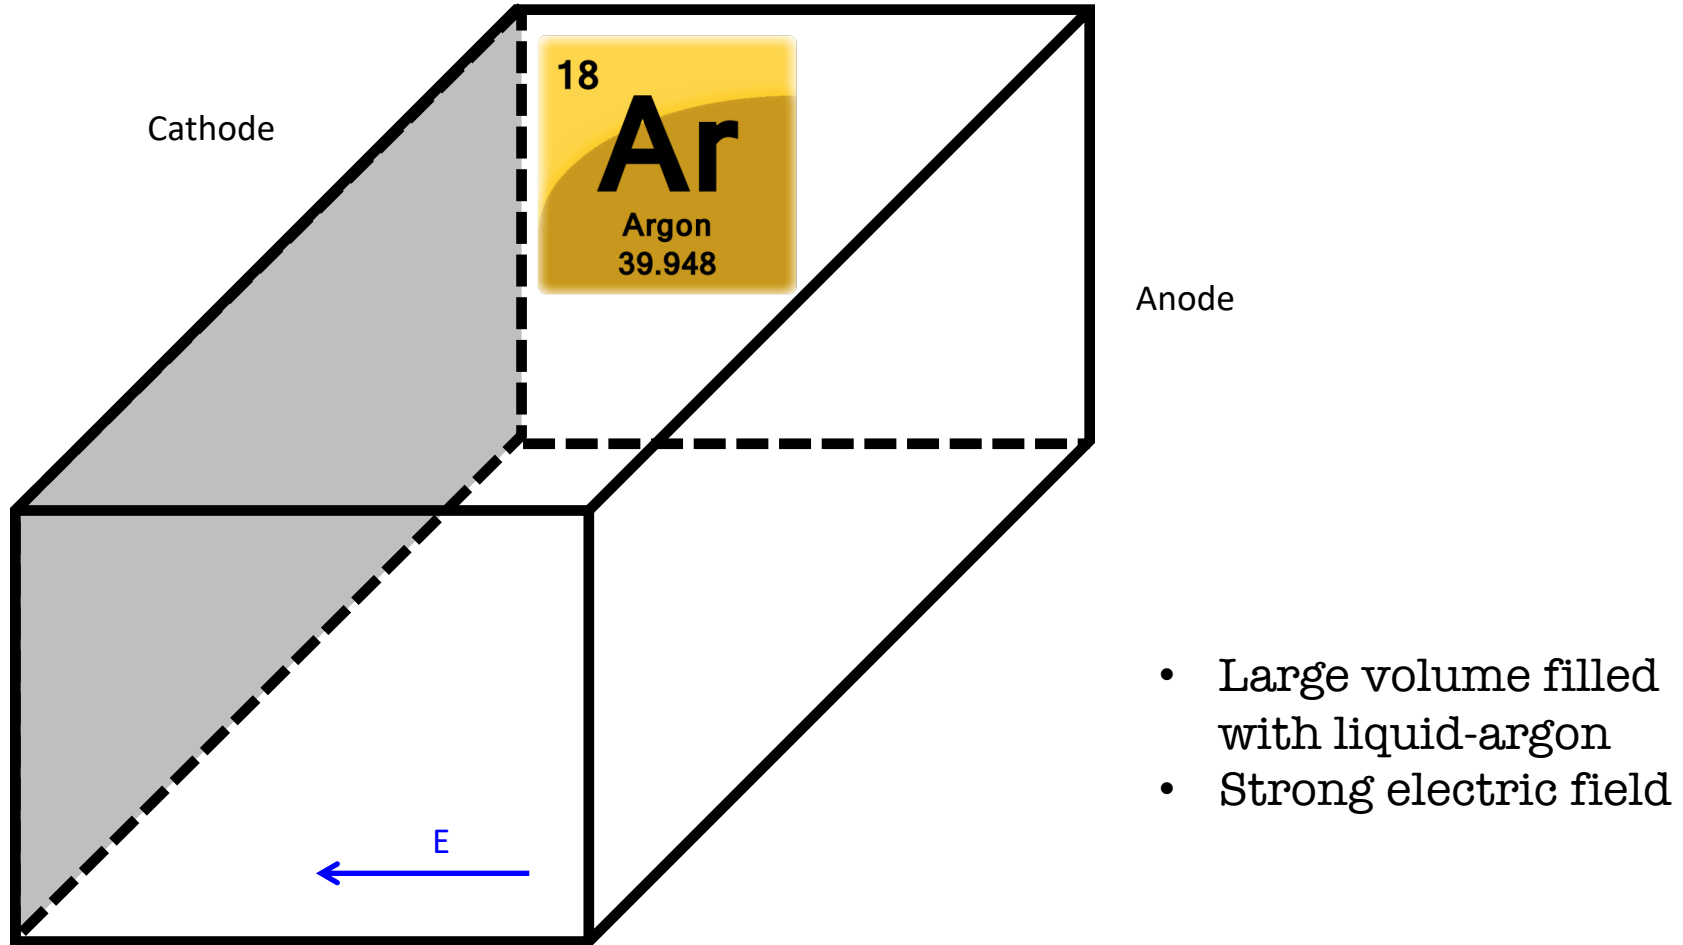 18
Ar
Argon
39.948
Cathode
Anode
• Large volume filled
with liquid-argon
• Strong electric field
E